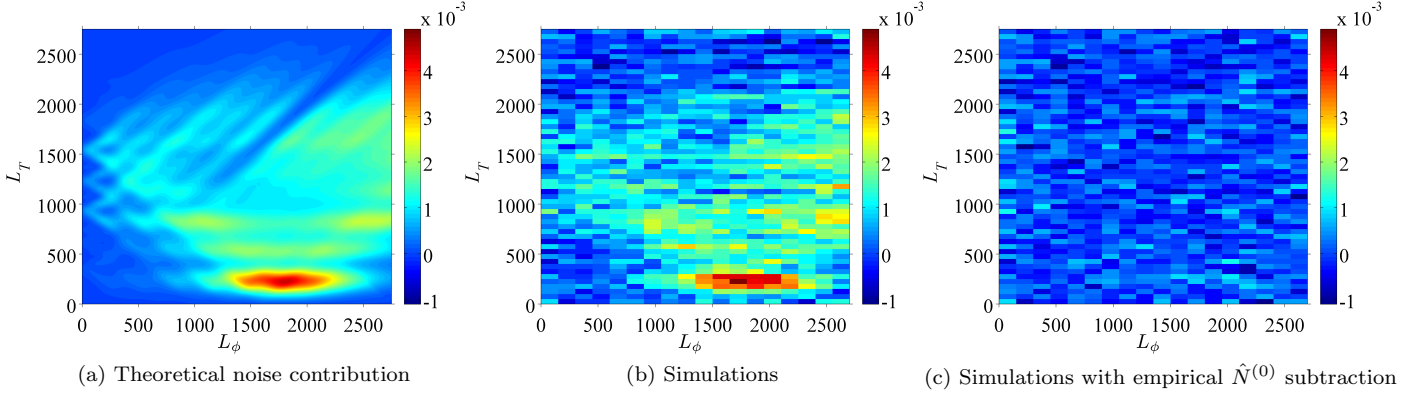 x 10⁻³
2500
2000
1500
1000
500
0
L_T
0 500 1000 1500 2000 2500
L_ϕ
4
3
2
1
0
-1
(a) Theoretical noise contribution
x 10⁻³
2500
2000
1500
1000
500
0
L_T
0 500 1000 1500 2000 2500
L_ϕ
4
3
2
1
0
-1
(b) Simulations
x 10⁻³
2500
2000
1500
1000
500
0
L_T
0 500 1000 1500 2000 2500
L_ϕ
4
3
2
1
0
-1
(c) Simulations with empirical N̂⁽⁰⁾ subtraction